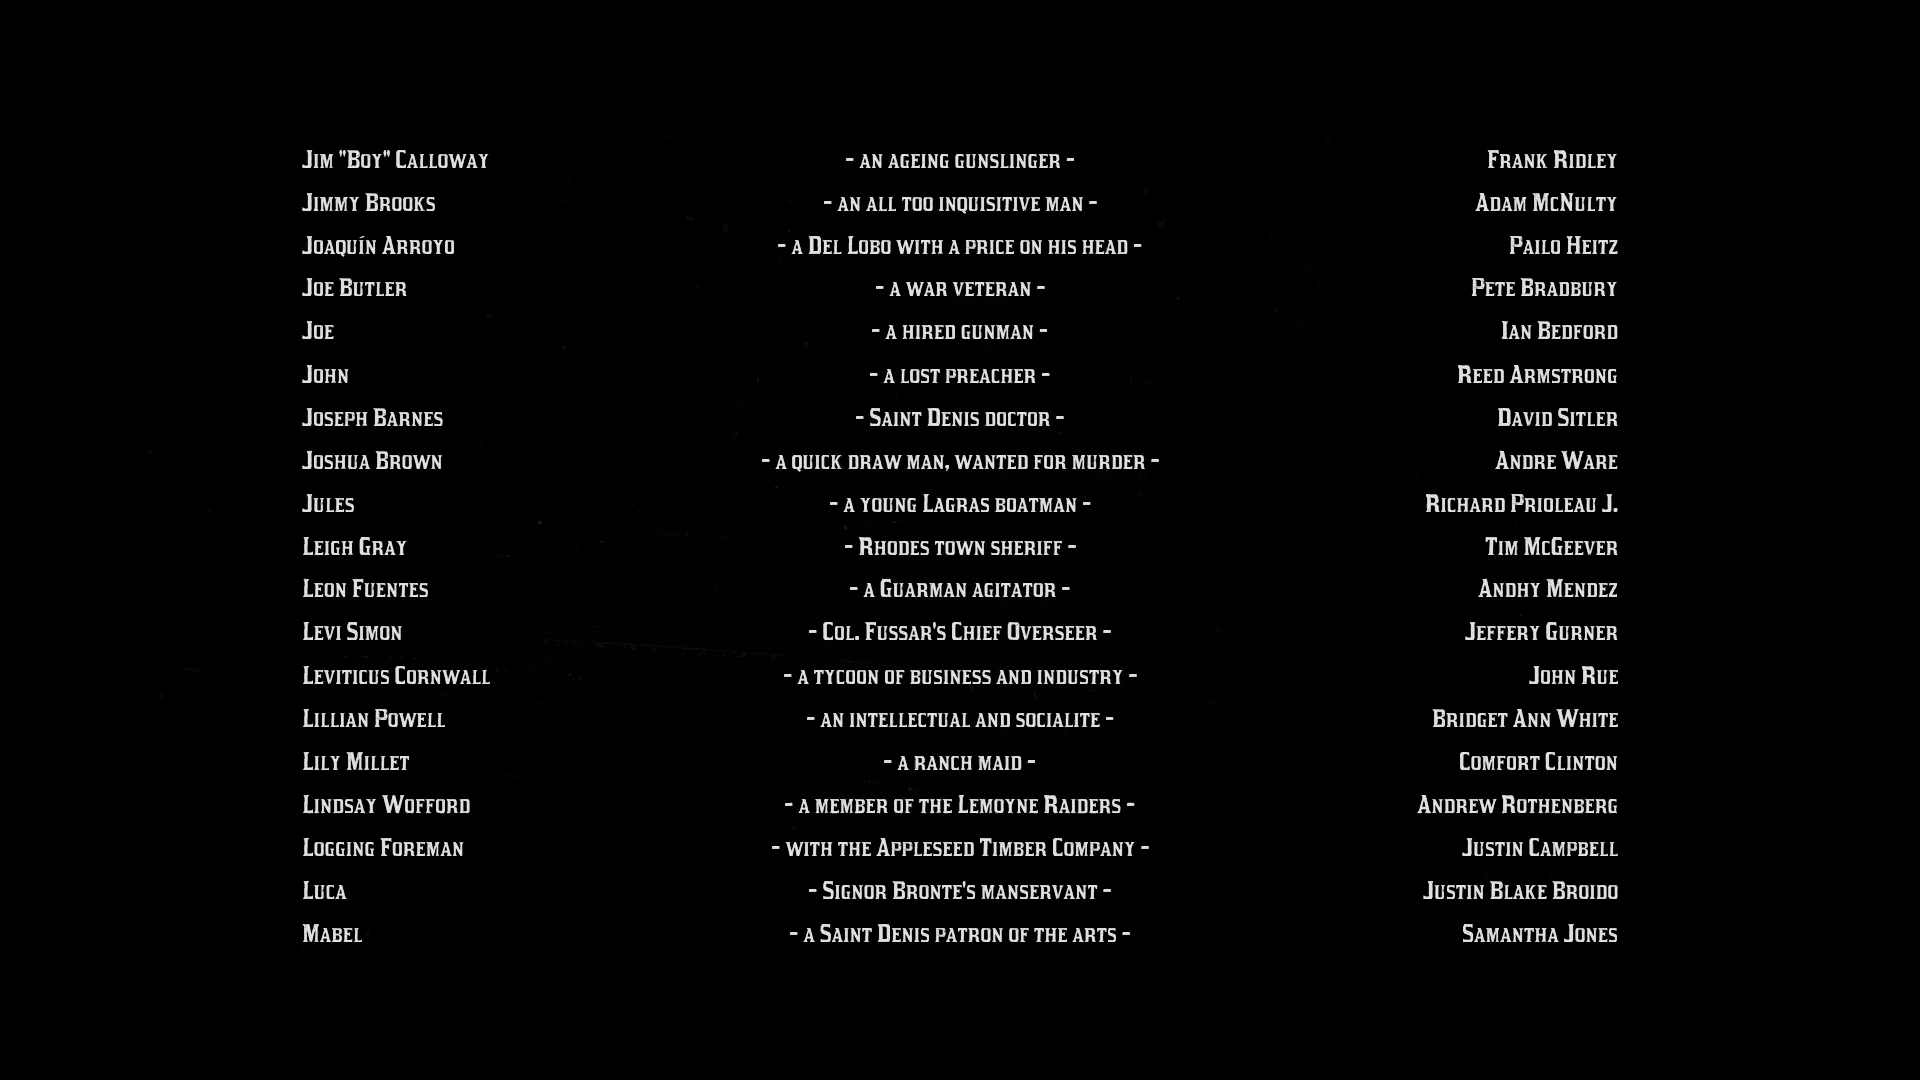 Jim "Boy" Calloway - an ageing gunslinger - Frank Ridley
Jimmy Brooks - an all too inquisitive man - Adam McNulty
Joaquín Arroyo - a Del Lobo with a price on his head - Pailo Heitz
Joe Butler - a war veteran - Pete Bradbury
Joe - a hired gunman - Ian Bedford
John - a lost preacher - Reed Armstrong
Joseph Barnes - Saint Denis doctor - David Sitler
Joshua Brown - a quick draw man, wanted for murder - Andre Ware
Jules - a young Lagras boatman - Richard Prioleau J.
Leigh Gray - Rhodes town sheriff - Tim McGeever
Leon Fuentes - a Guarman agitator - Andhy Mendez
Levi Simon - Col. Fussar's Chief Overseer - Jeffery Gurner
Leviticus Cornwall - a tycoon of business and industry - John Rue
Lillian Powell - an intellectual and socialite - Bridget Ann White
Lily Millet - a ranch maid - Comfort Clinton
Lindsay Wofford - a member of the Lemoyne Raiders - Andrew Rothenberg
Logging Foreman - with the Appleseed Timber Company - Justin Campbell
Luca - Signor Bronte's manservant - Justin Blake Broido
Mabel - a Saint Denis patron of the arts - Samantha Jones